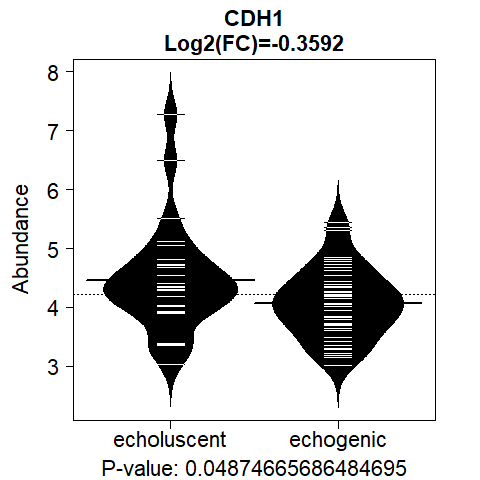 CDH1
Log2(FC)=-0.3592
8
7
6
5
4
3
Abundance
echoluscent echogenic
P-value: 0.04874665686484695